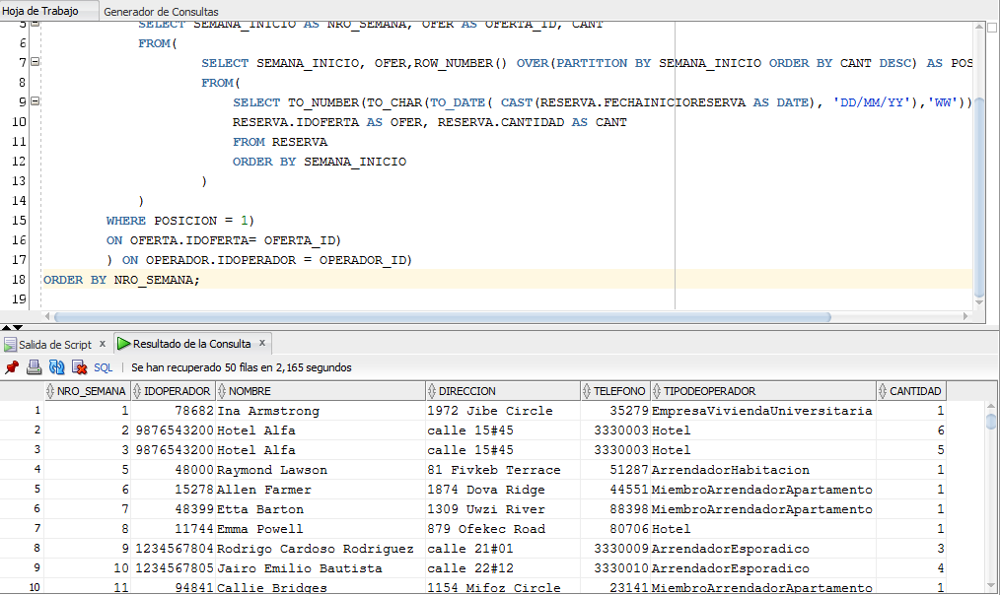 Hoja de Trabajo Generador de Consultas
5 SELECT SEMANA_INICIO AS NRO_SEMANA, OFER AS OFERTA_ID, CANT
6 FROM(
7 SELECT SEMANA_INICIO, OFER,ROW_NUMBER() OVER(PARTITION BY SEMANA_INICIO ORDER BY CANT DESC) AS POS
8 FROM(
9 SELECT TO_NUMBER(TO_CHAR(TO_DATE( CAST(RESERVA.FECHAINICIORESERVA AS DATE), 'DD/MM/YY'),'WW'))
10 RESERVA.IDOFERTA AS OFER, RESERVA.CANTIDAD AS CANT
11 FROM RESERVA
12 ORDER BY SEMANA_INICIO
13 )
14 )
15 WHERE POSICION = 1)
16 ON OFERTA.IDOFERTA= OFERTA_ID)
17 ) ON OPERADOR.IDOPERADOR = OPERADOR_ID)
18 ORDER BY NRO_SEMANA;
19
Salida de Script x Resultado de la Consulta x
SQL | Se han recuperado 50 filas en 2,165 segundos
NRO_SEMANA IDOPERADOR NOMBRE DIRECCION TELEFONO TIPODEOPERADOR CANTIDAD
1 1 78682 Ina Armstrong 1972 Jibe Circle 35279 EmpresaViviendaUniversitaria 1
2 2 9876543200 Hotel Alfa calle 15#45 3330003 Hotel 6
3 3 9876543200 Hotel Alfa calle 15#45 3330003 Hotel 5
4 5 48000 Raymond Lawson 81 Fivkeb Terrace 51287 ArrendadorHabitacion 1
5 6 15278 Allen Farmer 1874 Dova Ridge 44551 MiembroArrendadorApartamento 1
6 7 48399 Etta Barton 1309 Uwzi River 88398 MiembroArrendadorApartamento 1
7 8 11744 Emma Powell 879 Ofekec Road 80706 Hotel 1
8 9 1234567804 Rodrigo Cardoso Rodriguez calle 21#01 3330009 ArrendadorEsporadico 3
9 10 1234567805 Jairo Emilio Bautista calle 22#12 3330010 ArrendadorEsporadico 4
10 11 94841 Callie Bridges 1154 Mifoz Circle 23141 MiembroArrendadorApartamento 1